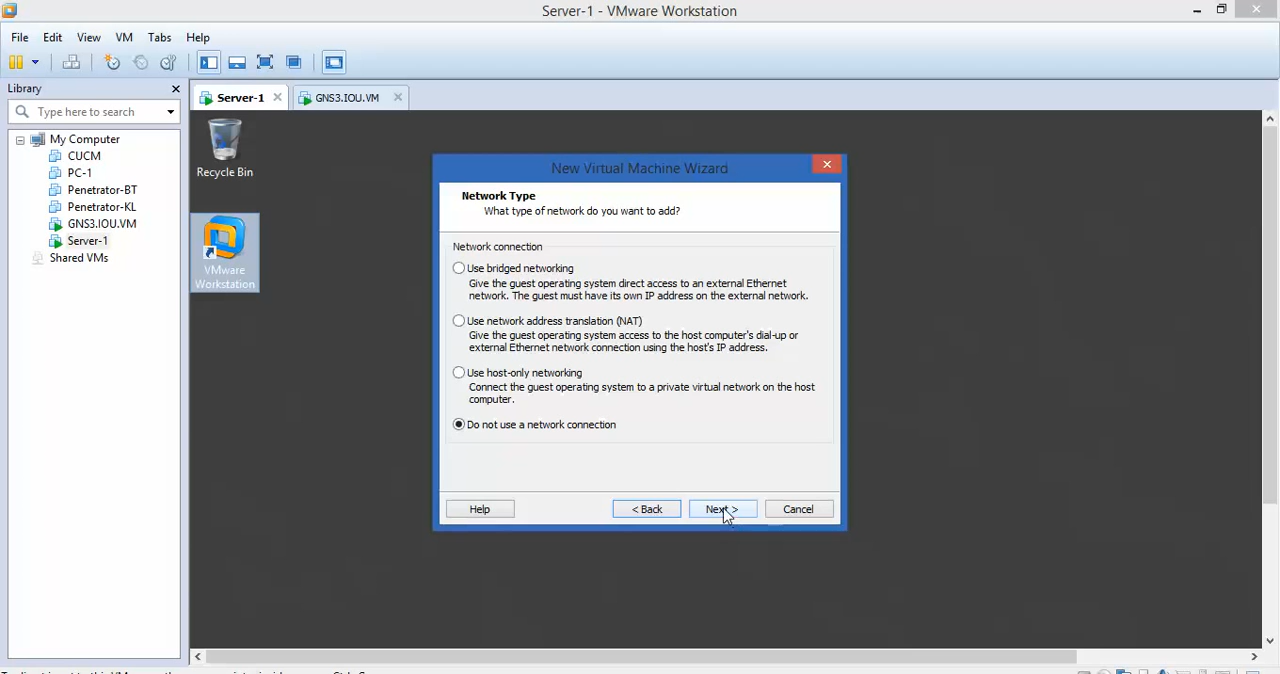 Server-1 - VMware Workstation
File Edit View VM Tabs Help
Library
Type here to search
My Computer
CUCM
PC-1
Penetrator-BT
Penetrator-KL
GNS3.IOU.VM
Server-1
Shared VMs
Server-1 GNS3.IOU.VM
Recycle Bin
VMware
Workstation
New Virtual Machine Wizard
Network Type
What type of network do you want to add?
Network connection
Use bridged networking
Give the guest operating system direct access to an external Ethernet
network. The guest must have its own IP address on the external network.
Use network address translation (NAT)
Give the guest operating system access to the host computer's dial-up or
external Ethernet network connection using the host's IP address.
Use host-only networking
Connect the guest operating system to a private virtual network on the host
computer.
Do not use a network connection
Help < Back Next > Cancel